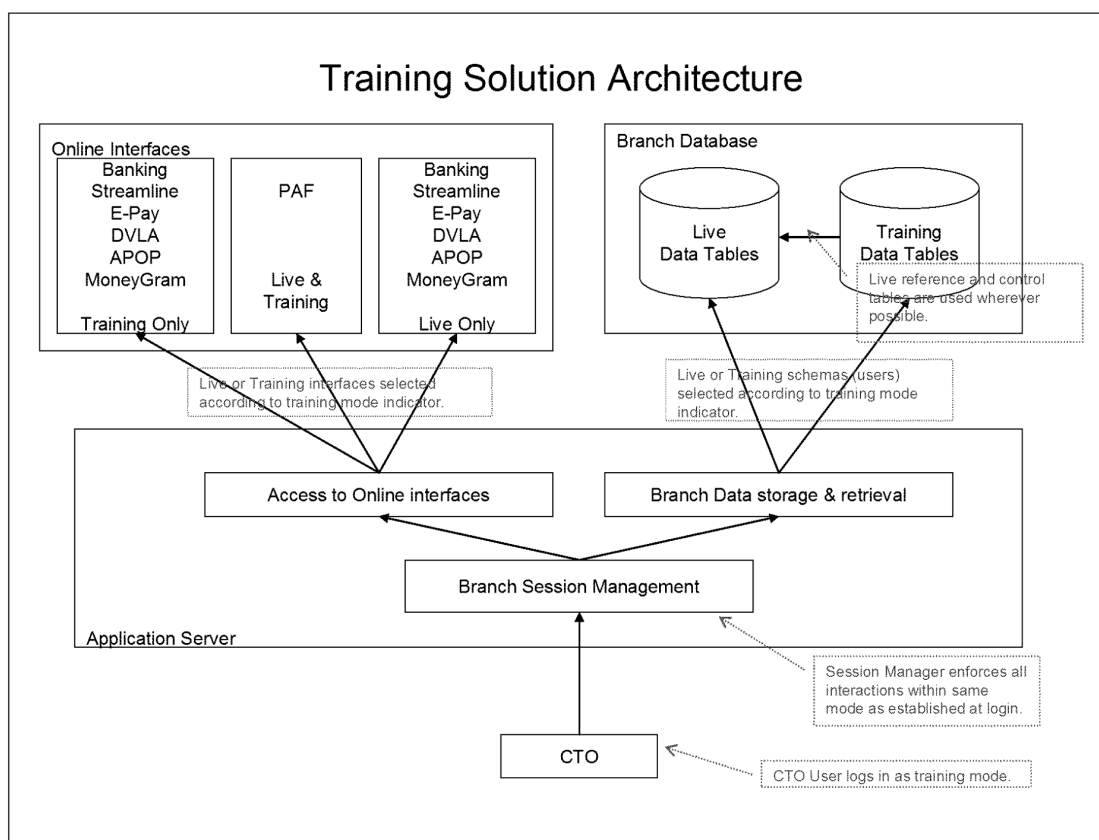 Training Solution Architecture
Online Interfaces
Banking
Streamline
E-Pay
DVLA
APOP
MoneyGram
Training Only
PAF
Live &
Training
Banking
Streamline
E-Pay
DVLA
APOP
MoneyGram
Live Only
Branch Database
Live
Data Tables
Training
Data Tables
Live reference and control
tables are used wherever
possible.
Live or Training interfaces selected
according to training mode indicator.
Live or Training schemas (users)
selected according to training mode
indicator.
Access to Online interfaces
Branch Data storage & retrieval
Branch Session Management
Application Server
Session Manager enforces all
interactions within same
mode as established at login.
CTO
CTO User logs in as training mode.